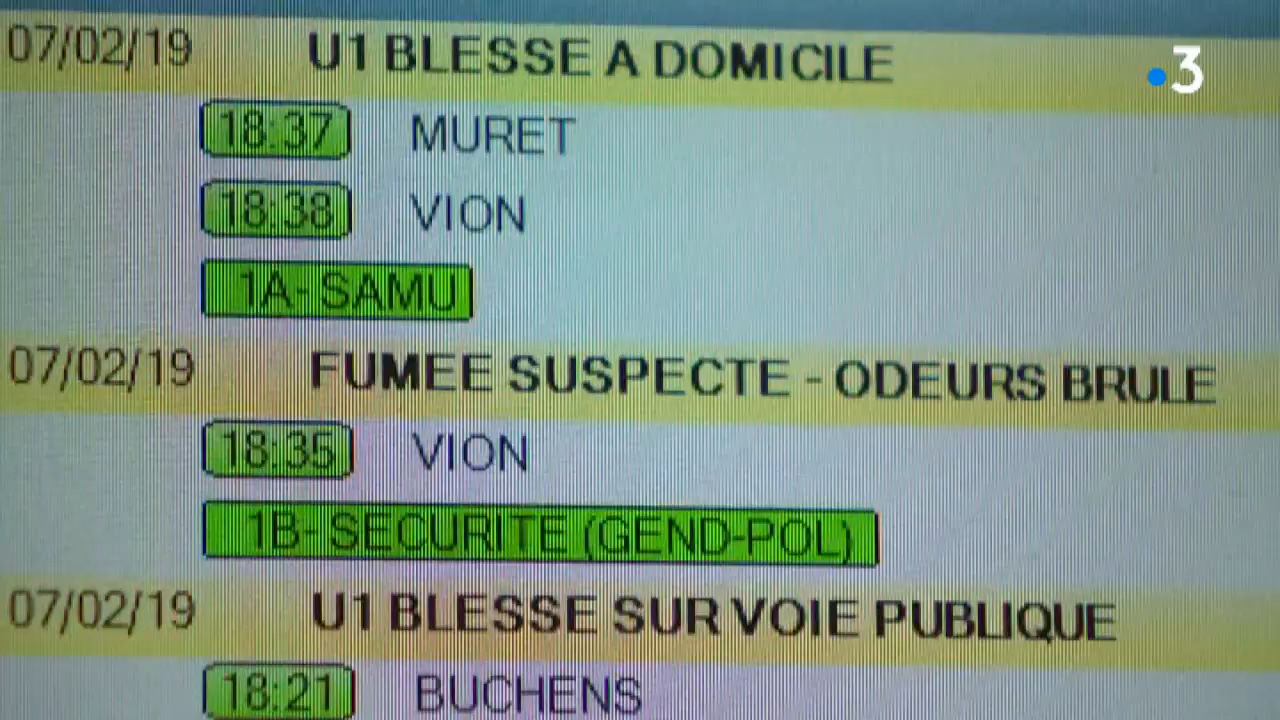 07/02/19 U1 BLESSE A DOMICILE
3
18:37 MURET
18:38 VION
1A- SAMU
07/02/19 FUMEE SUSPECTE - ODEURS BRULE
18:35 VION
1B- SECURITE (GEND-POL)
07/02/19 U1 BLESSE SUR VOIE PUBLIQUE
18:21 BUCHENS